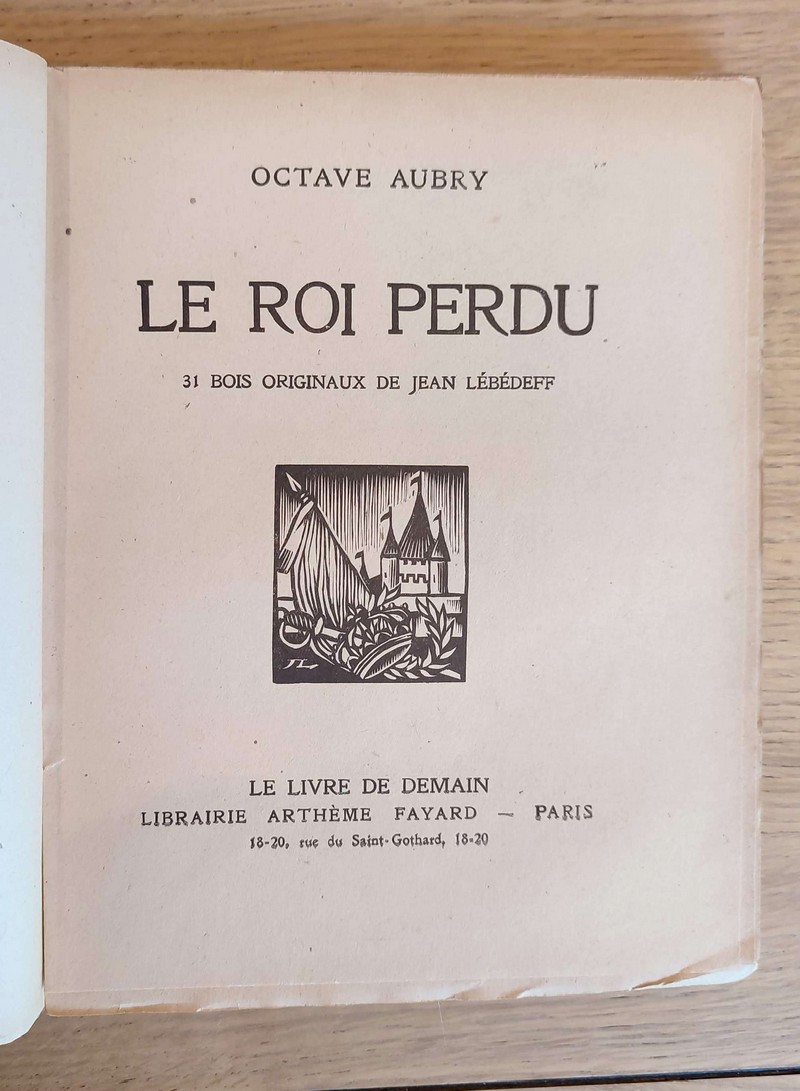 OCTAVE AUBRY
LE ROI PERDU
31 BOIS ORIGINAUX DE JEAN LÉBÉDEFF
JL
LE LIVRE DE DEMAIN
LIBRAIRIE ARTHÈME FAYARD — PARIS
18-20, rue du Saint-Gothard, 18-20